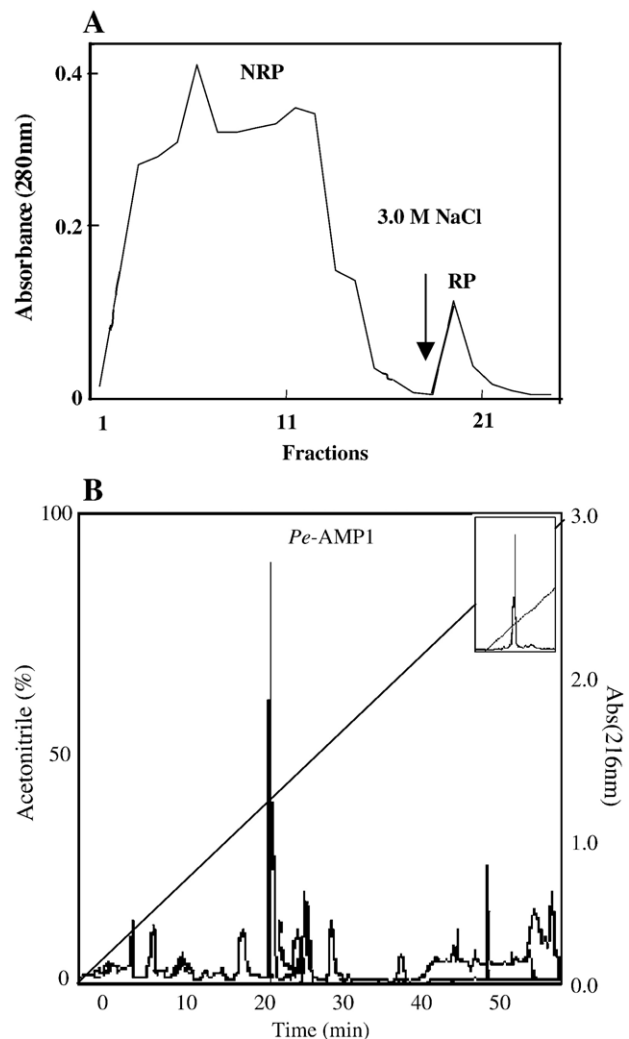 A
NRP
0.4
0.2
0
Absorbance (280nm)
3.0 M NaCl
RP
1
11
21
Fractions
B
Pe-AMP1
100
50
0
Acetonitrile (%)
3.0
2.0
1.0
0.0
Abs(216nm)
0
10
20
30
40
50
Time (min)